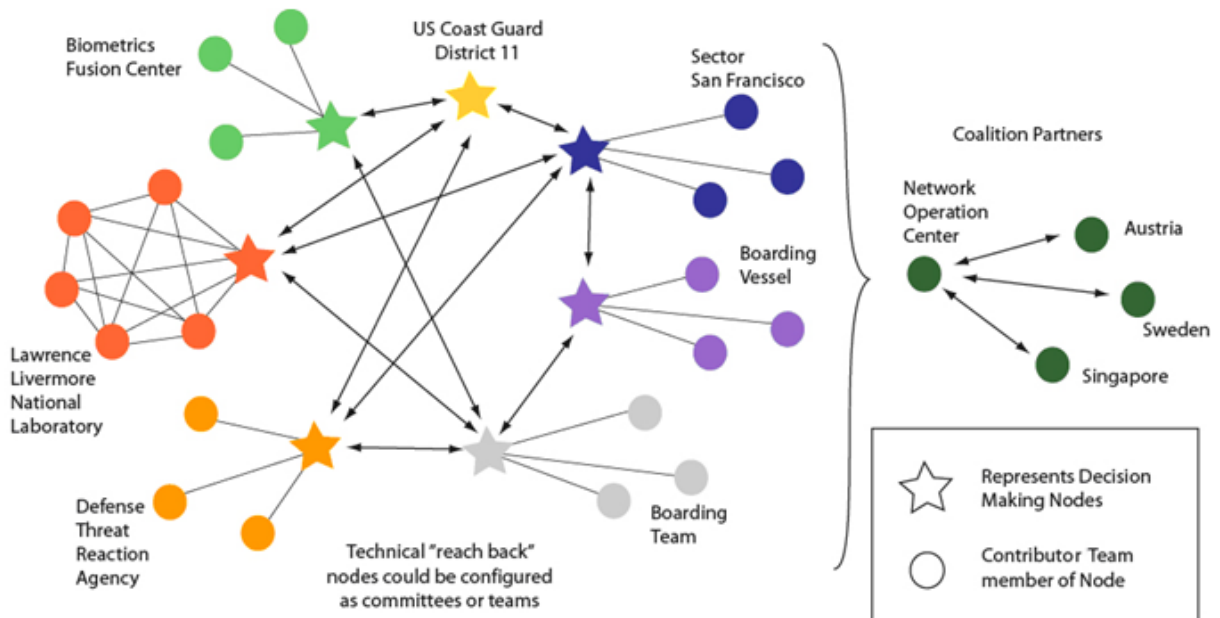 Biometrics
Fusion Center
US Coast Guard
District 11
Sector
San Francisco
Coalition Partners
Network
Operation
Center
Austria
Sweden
Singapore
Boarding
Vessel
Lawrence
Livermore
National
Laboratory
Defense
Threat
Reaction
Agency
Boarding
Team
Technical "reach back"
nodes could be configured
as committees or teams
Represents Decision
Making Nodes
Contributor Team
member of Node